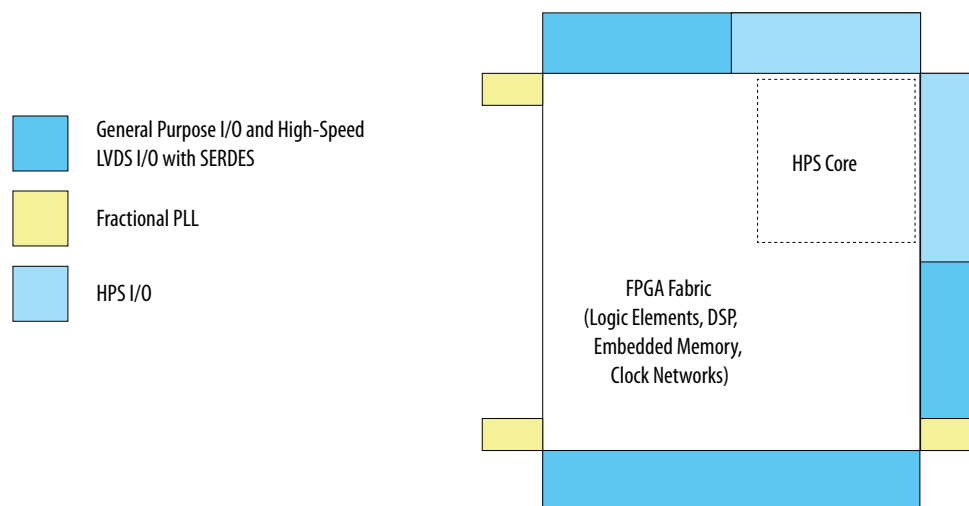 General Purpose I/O and High-Speed
LVDS I/O with SERDES
Fractional PLL
HPS I/O
HPS Core
FPGA Fabric
(Logic Elements, DSP,
Embedded Memory,
Clock Networks)